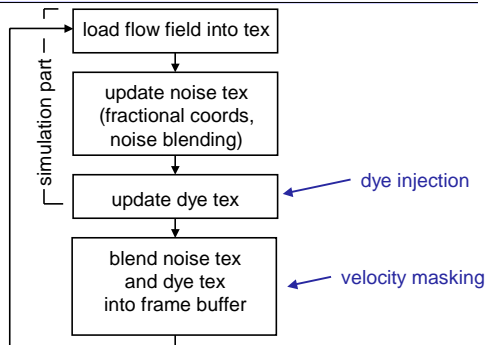 simulation part
load flow field into tex
update noise tex
(fractional coords,
noise blending)
update dye tex
dye injection
blend noise tex
and dye tex
into frame buffer
velocity masking